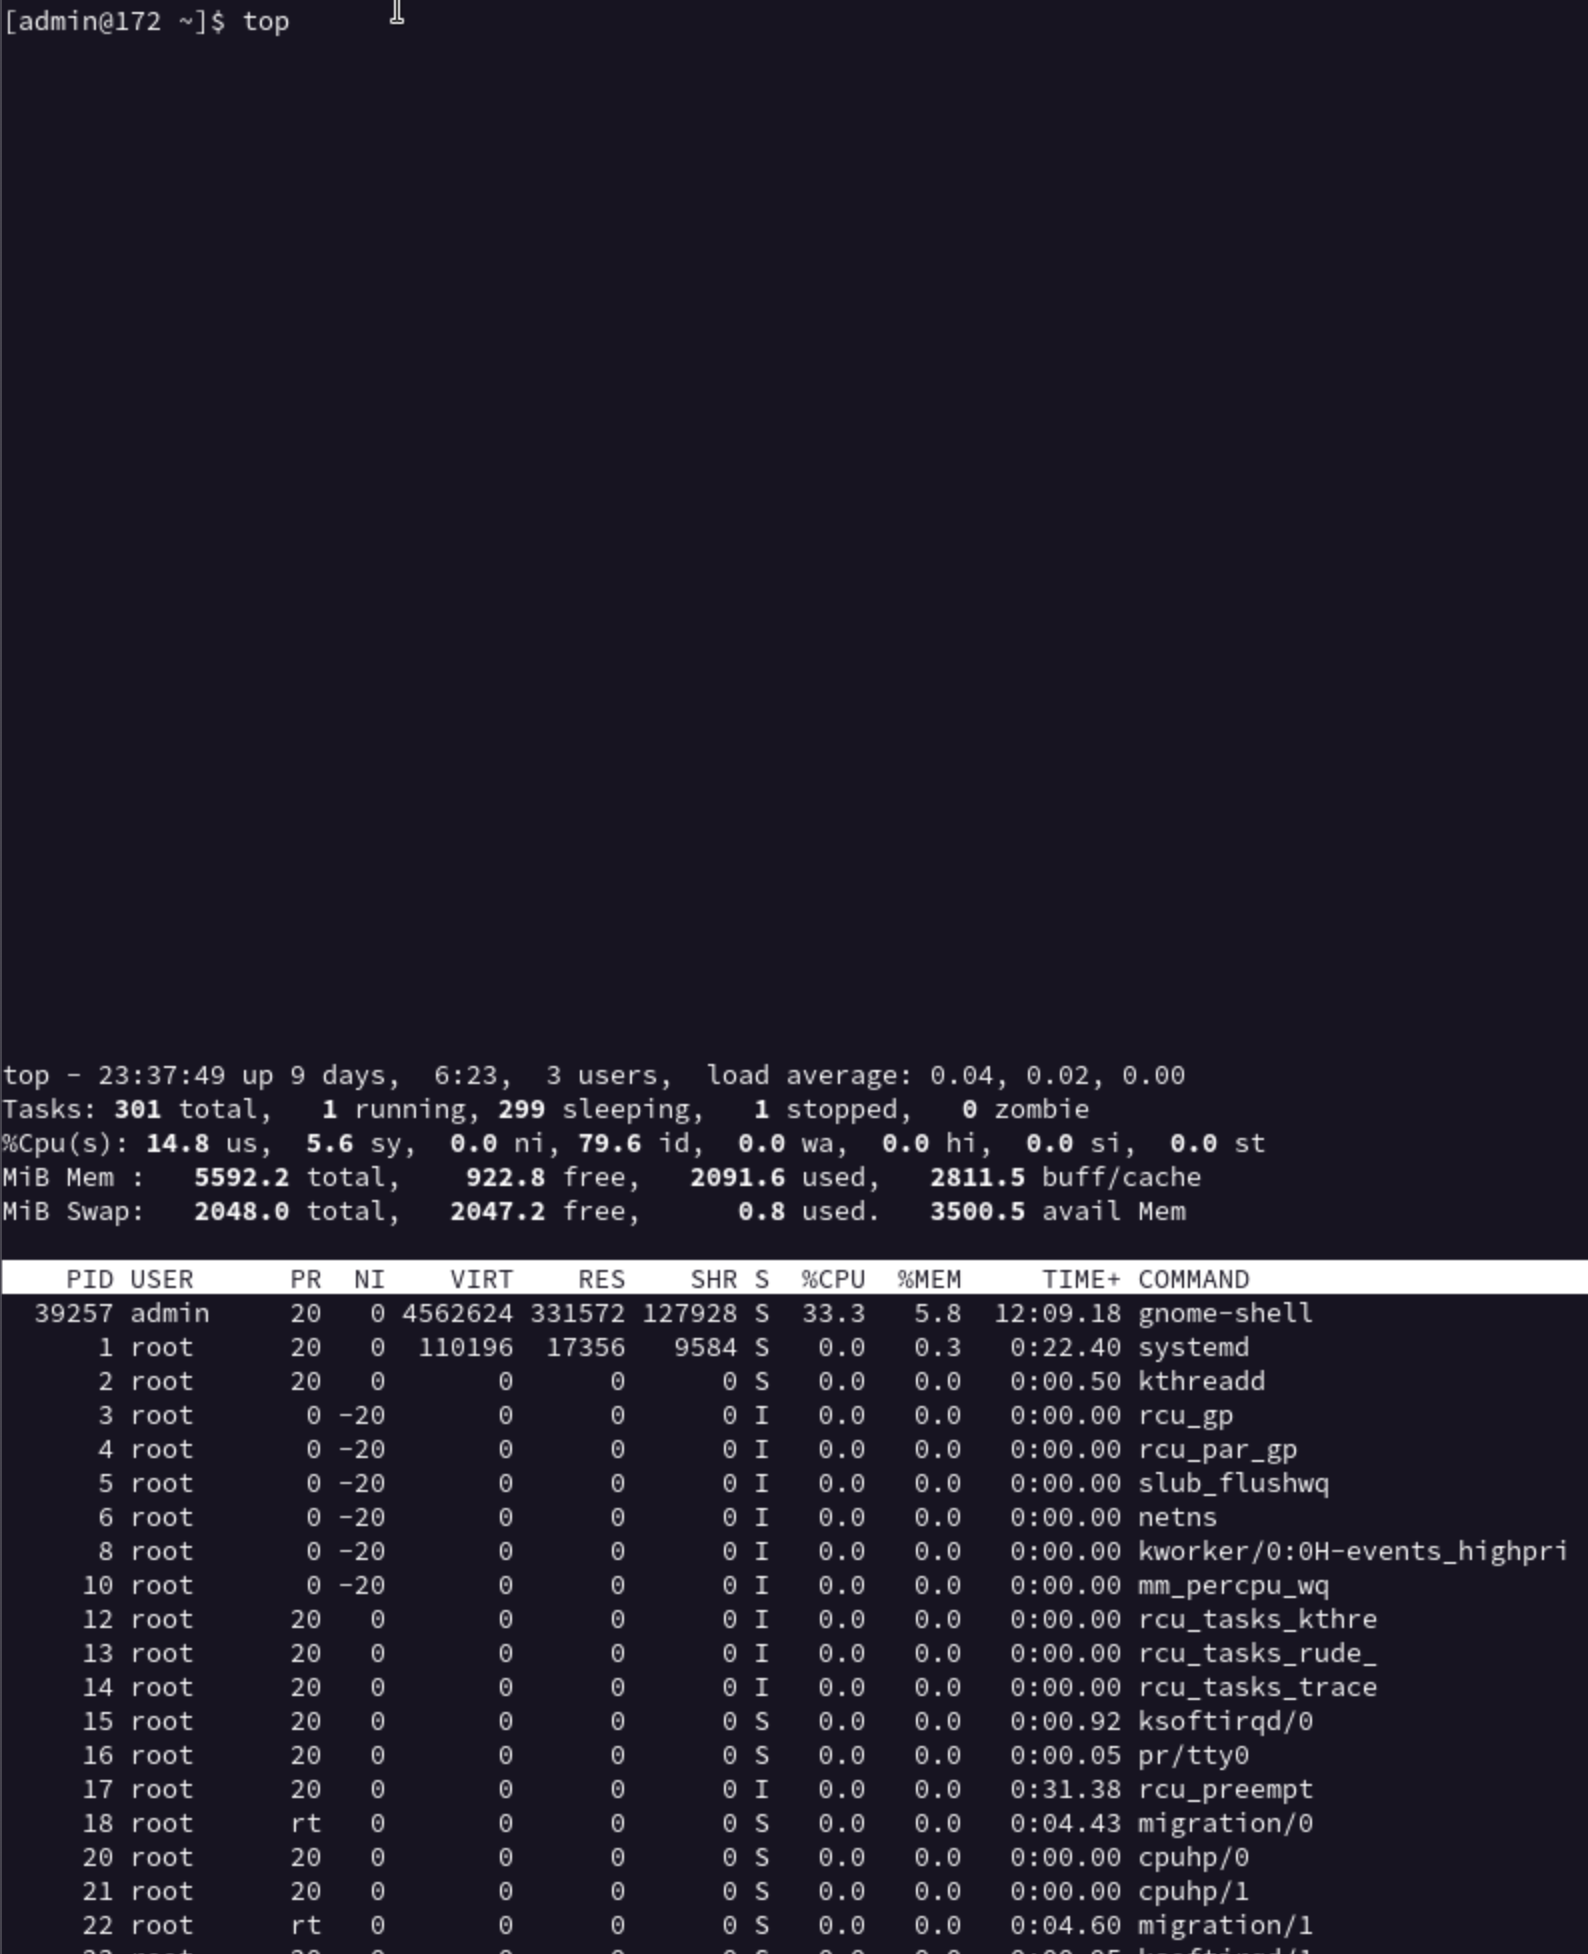 [admin@172 ~]$ top
top - 23:37:49 up 9 days,  6:23,  3 users,  load average: 0.04, 0.02, 0.00
Tasks: 301 total,   1 running, 299 sleeping,   1 stopped,   0 zombie
%Cpu(s): 14.8 us,  5.6 sy,  0.0 ni, 79.6 id,  0.0 wa,  0.0 hi,  0.0 si,  0.0 st
MiB Mem :   5592.2 total,    922.8 free,   2091.6 used,   2811.5 buff/cache
MiB Swap:   2048.0 total,   2047.2 free,      0.8 used.   3500.5 avail Mem
    PID USER      PR  NI    VIRT    RES    SHR S  %CPU  %MEM     TIME+ COMMAND
  39257 admin     20   0 4562624 331572 127928 S  33.3   5.8  12:09.18 gnome-shell
      1 root      20   0  110196  17356   9584 S   0.0   0.3   0:22.40 systemd
      2 root      20   0       0      0      0 S   0.0   0.0   0:00.50 kthreadd
      3 root       0 -20       0      0      0 I   0.0   0.0   0:00.00 rcu_gp
      4 root       0 -20       0      0      0 I   0.0   0.0   0:00.00 rcu_par_gp
      5 root       0 -20       0      0      0 I   0.0   0.0   0:00.00 slub_flushwq
      6 root       0 -20       0      0      0 I   0.0   0.0   0:00.00 netns
      8 root       0 -20       0      0      0 I   0.0   0.0   0:00.00 kworker/0:0H-events_highpri
     10 root       0 -20       0      0      0 I   0.0   0.0   0:00.00 mm_percpu_wq
     12 root      20   0       0      0      0 I   0.0   0.0   0:00.00 rcu_tasks_kthre
     13 root      20   0       0      0      0 I   0.0   0.0   0:00.00 rcu_tasks_rude_
     14 root      20   0       0      0      0 I   0.0   0.0   0:00.00 rcu_tasks_trace
     15 root      20   0       0      0      0 S   0.0   0.0   0:00.92 ksoftirqd/0
     16 root      20   0       0      0      0 S   0.0   0.0   0:00.05 pr/tty0
     17 root      20   0       0      0      0 I   0.0   0.0   0:31.38 rcu_preempt
     18 root      rt   0       0      0      0 S   0.0   0.0   0:04.43 migration/0
     20 root      20   0       0      0      0 S   0.0   0.0   0:00.00 cpuhp/0
     21 root      20   0       0      0      0 S   0.0   0.0   0:00.00 cpuhp/1
     22 root      rt   0       0      0      0 S   0.0   0.0   0:04.60 migration/1